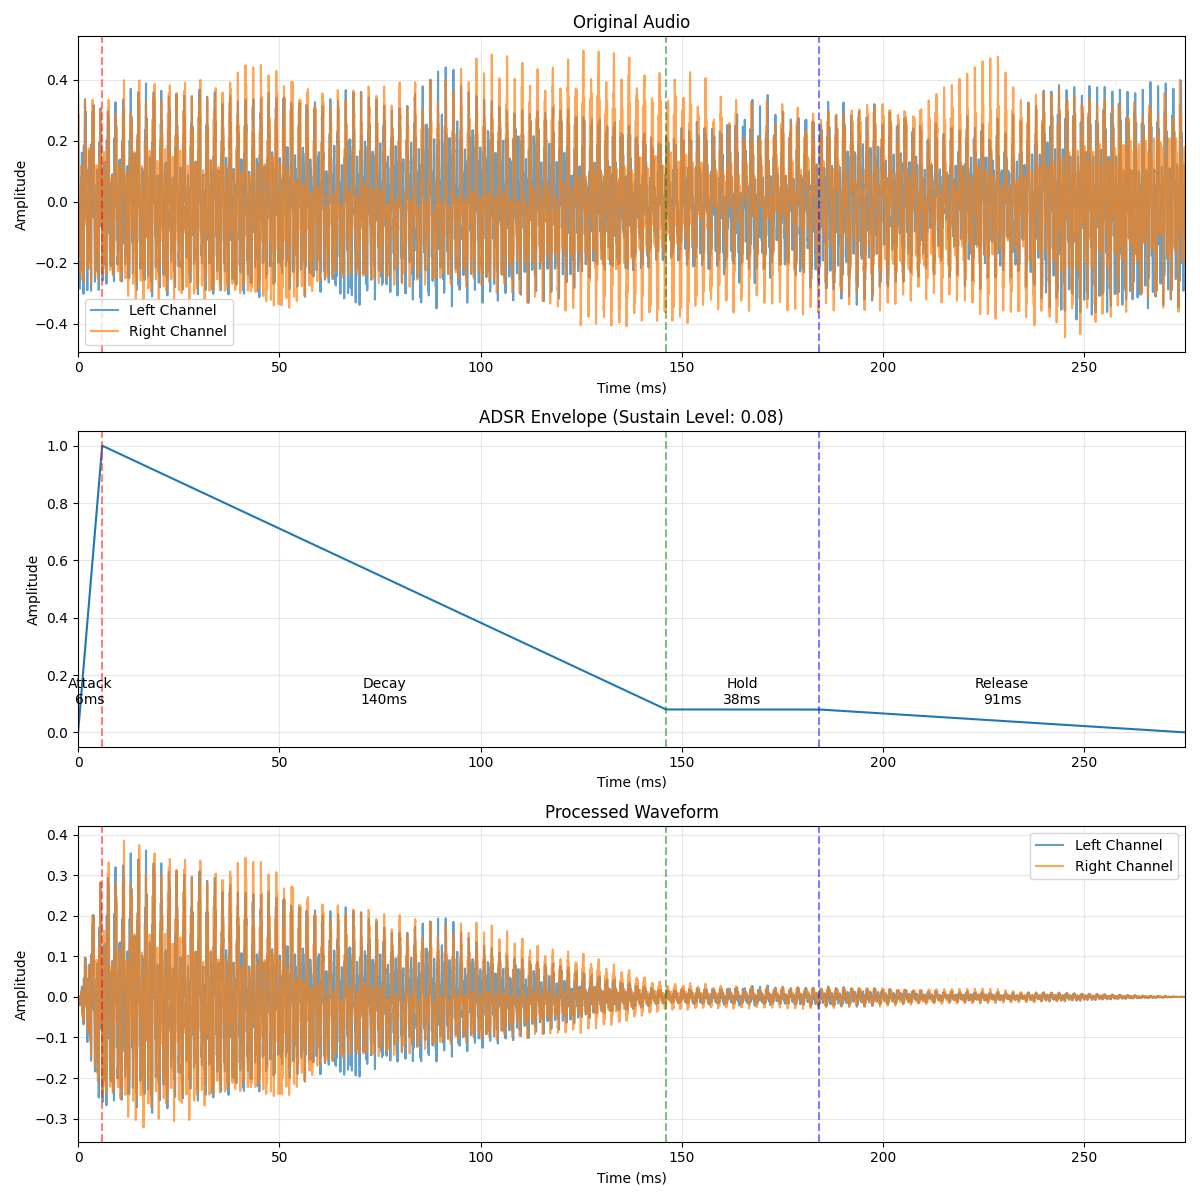 Original Audio
Amplitude
0.4
0.2
0.0
−0.2
−0.4
Left Channel
Right Channel
0 50 100 150 200 250
Time (ms)
ADSR Envelope (Sustain Level: 0.08)
Amplitude
1.0
0.8
0.6
0.4
0.2
0.0
Attack
6ms
Decay
140ms
Hold
38ms
Release
91ms
0 50 100 150 200 250
Time (ms)
Processed Waveform
Amplitude
0.4
0.3
0.2
0.1
0.0
−0.1
−0.2
−0.3
Left Channel
Right Channel
0 50 100 150 200 250
Time (ms)